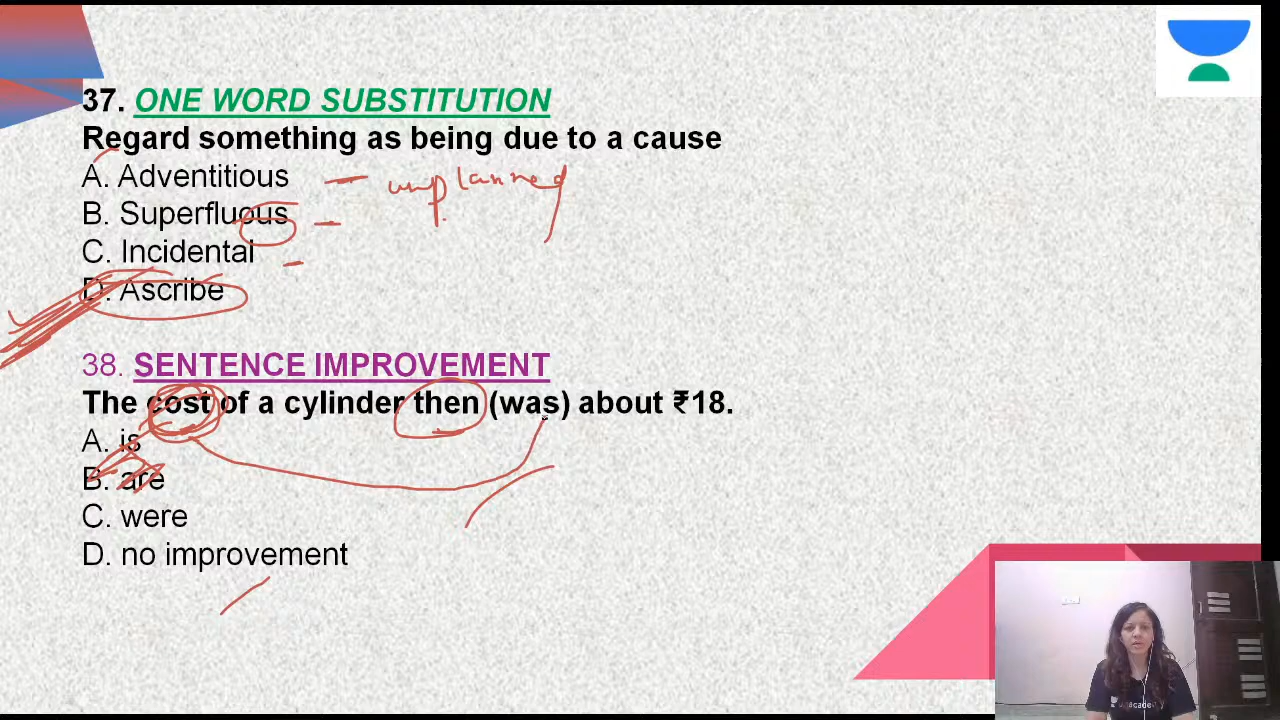 37. ONE WORD SUBSTITUTION
Regard something as being due to a cause
A. Adventitious - unplanned
B. Superfluous -
C. Incidental -
D. Ascribe
38. SENTENCE IMPROVEMENT
The cost of a cylinder then (was) about ₹18.
A. is
B. are
C. were
D. no improvement